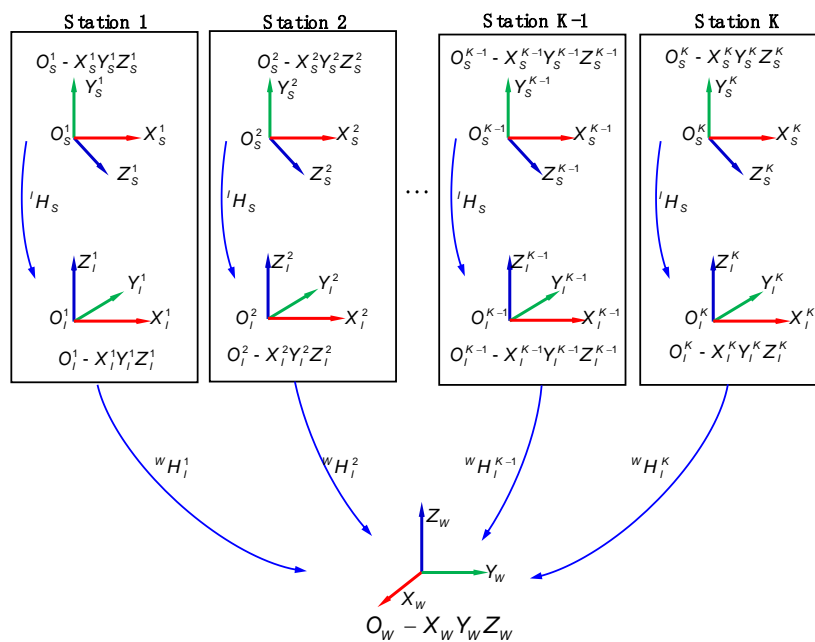 Station 1 Station 2 Station K-1 Station K
O_S^1 - X_S^1 Y_S^1 Z_S^1 O_S^2 - X_S^2 Y_S^2 Z_S^2 O_S^{K-1} - X_S^{K-1} Y_S^{K-1} Z_S^{K-1} O_S^K - X_S^K Y_S^K Z_S^K
Y_S^1 Y_S^2 Y_S^{K-1} Y_S^K
O_S^1 X_S^1 O_S^2 X_S^2 O_S^{K-1} X_S^{K-1} O_S^K X_S^K
Z_S^1 Z_S^2 Z_S^{K-1} Z_S^K
^I H_S ^I H_S ... ^I H_S ^I H_S
Z_I^1 Z_I^2 Z_I^{K-1} Z_I^K
Y_I^1 Y_I^2 Y_I^{K-1} Y_I^K
O_I^1 X_I^1 O_I^2 X_I^2 O_I^{K-1} X_I^{K-1} O_I^K X_I^K
O_I^1 - X_I^1 Y_I^1 Z_I^1 O_I^2 - X_I^2 Y_I^2 Z_I^2 O_I^{K-1} - X_I^{K-1} Y_I^{K-1} Z_I^{K-1} O_I^K - X_I^K Y_I^K Z_I^K
^W H_I^1 ^W H_I^2 ^W H_I^{K-1} ^W H_I^K
Z_W
Y_W
X_W
O_W - X_W Y_W Z_W